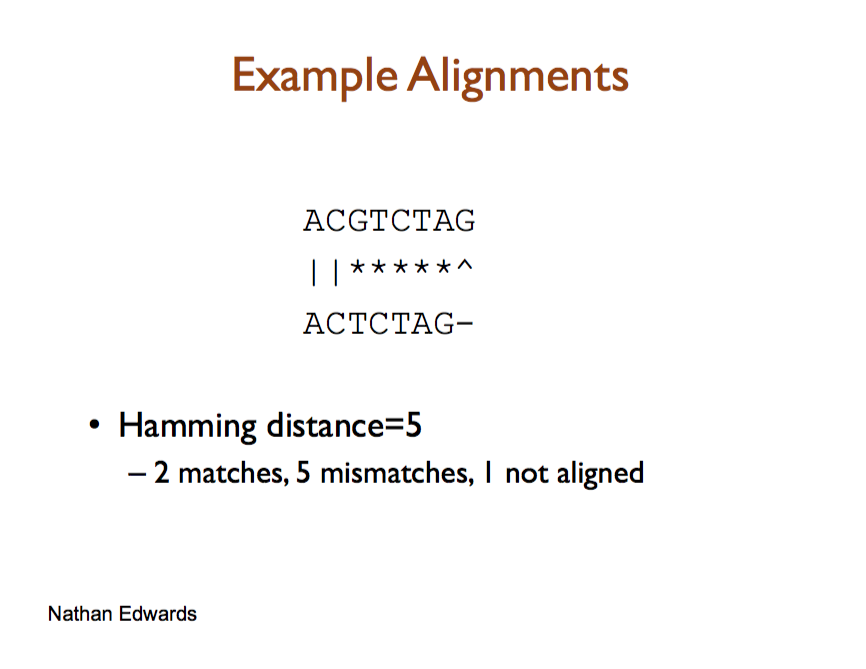 Example Alignments
ACGTCTAG
||*****^
ACTCTAG–
• Hamming distance=5
– 2 matches, 5 mismatches, 1 not aligned
Nathan Edwards